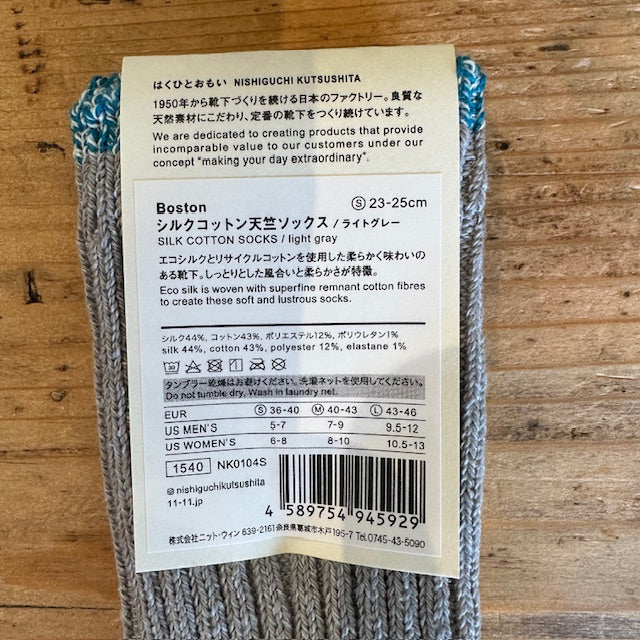 はくひとおもい NISHIGUCHI KUTSUSHITA
1950年から靴下づくりを続ける日本のファクトリー。良質な
天然素材にこだわり、定番の靴下をつくり続けています。
We are dedicated to creating products that provide
incomparable value to our customers under our
concept "making your day extraordinary".
Boston Ⓢ 23-25cm
シルクコットン天竺ソックス / ライトグレー
SILK COTTON SOCKS / light gray
エコシルクとリサイクルコットンを使用した柔らかく味わいの
ある靴下。しっとりとした風合いと柔らかさが特徴。
Eco silk is woven with superfine remnant cotton fibres
to create these soft and lustrous socks.
シルク44%, コットン43%, ポリエステル12%, ポリウレタン1%
silk 44%, cotton 43%, polyester 12%, elastane 1%
タンブラー乾燥はお避けください。洗濯ネットを使用してください。
Do not tumble dry. Wash in laundry net.
EUR Ⓢ 36-40 Ⓜ 40-43 Ⓛ 43-46
US MEN'S 5-7 7-9 9.5-12
US WOMEN'S 6-8 8-10 10.5-13
1540 NK0104S
nishiguchikutsushita
11-11.jp
4 589754 945929
株式会社ニット・ウィン 639-2161 奈良県葛城市木戸195-7 Tel.0745-43-5090